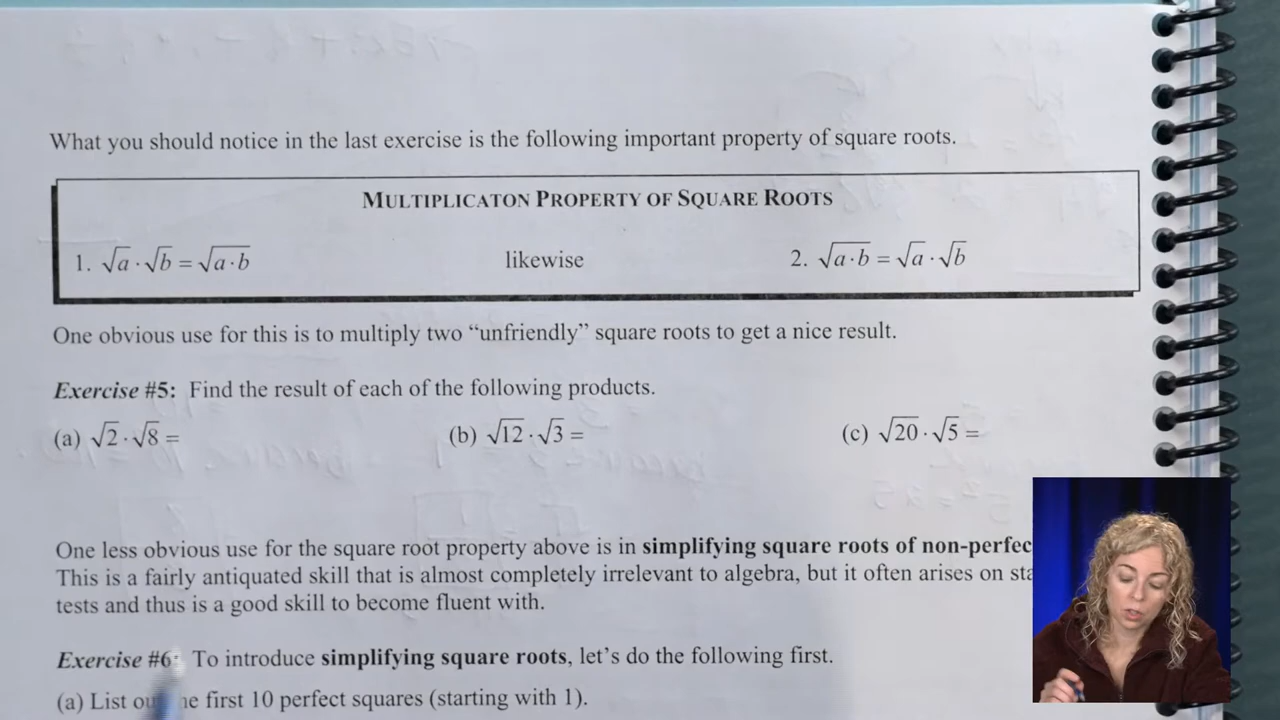 What you should notice in the last exercise is the following important property of square roots.
MULTIPLICATON PROPERTY OF SQUARE ROOTS
1. √a · √b = √(a·b) likewise 2. √(a·b) = √a · √b
One obvious use for this is to multiply two “unfriendly” square roots to get a nice result.
Exercise #5: Find the result of each of the following products.
(a) √2 · √8 = (b) √12 · √3 = (c) √20 · √5 =
One less obvious use for the square root property above is in simplifying square roots of
This is a fairly antiquated skill that is almost completely irrelevant to algebra, but it often arises on
tests and thus is a good skill to become fluent with.
Exercise #6: To introduce simplifying square roots, let’s do the following first.
(a) List first 10 perfect squares (starting with 1).